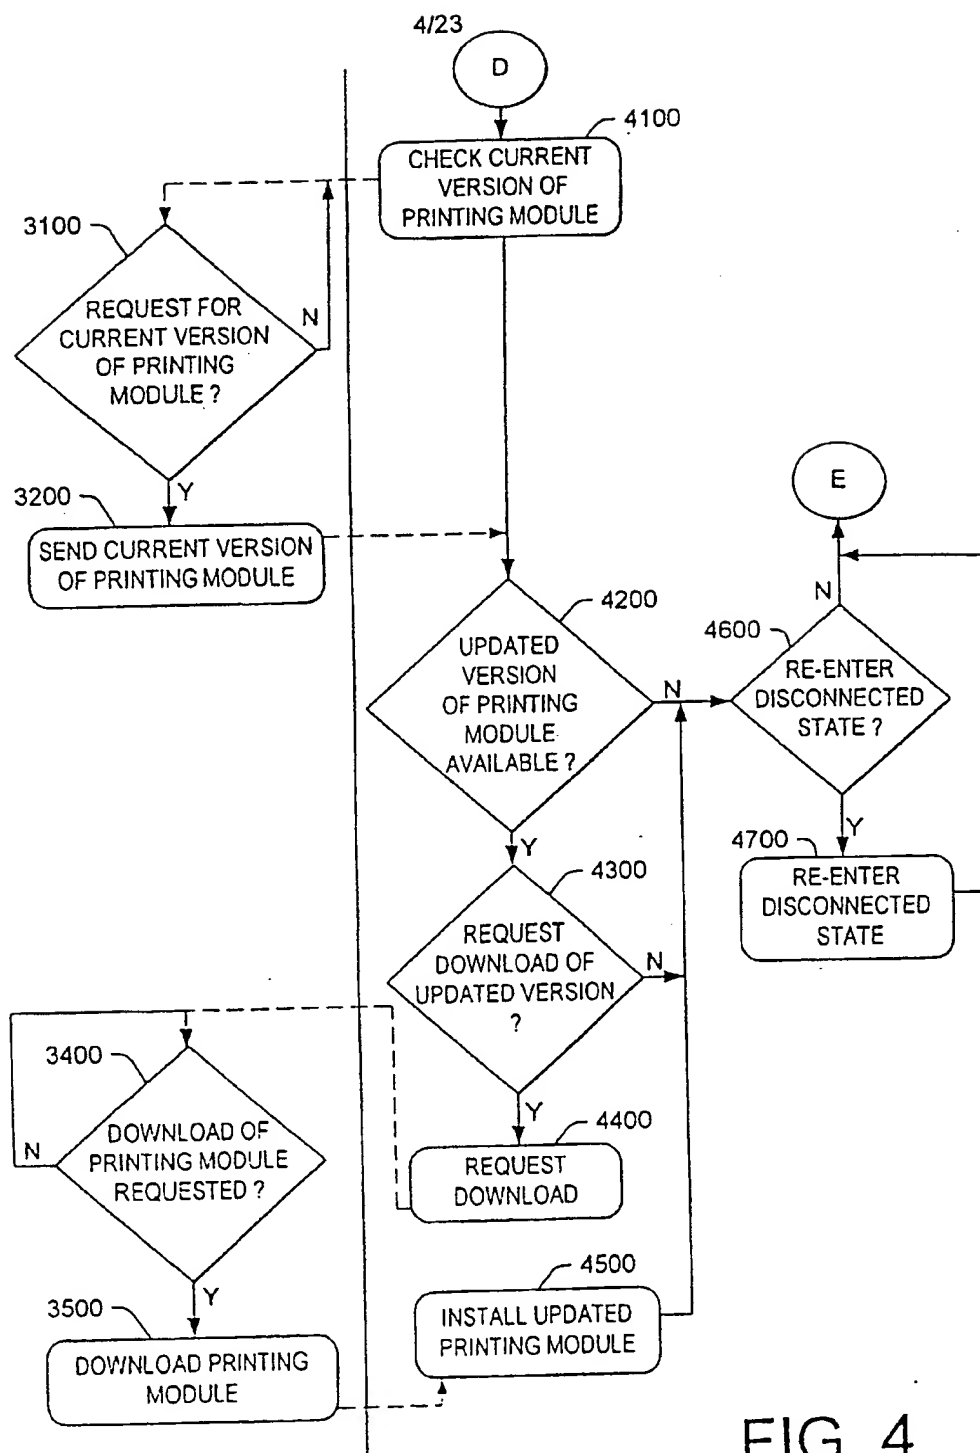 4/23
D
4100
CHECK CURRENT
VERSION OF
PRINTING MODULE
3100
REQUEST FOR
CURRENT VERSION
OF PRINTING
MODULE ?
N
Y
3200
SEND CURRENT VERSION
OF PRINTING MODULE
E
4200
UPDATED
VERSION
OF PRINTING
MODULE
AVAILABLE ?
N
Y
4600
RE-ENTER
DISCONNECTED
STATE ?
N
Y
4700
RE-ENTER
DISCONNECTED
STATE
4300
REQUEST
DOWNLOAD OF
UPDATED VERSION
?
N
Y
3400
DOWNLOAD OF
PRINTING MODULE
REQUESTED ?
N
Y
4400
REQUEST
DOWNLOAD
4500
INSTALL UPDATED
PRINTING MODULE
3500
DOWNLOAD PRINTING
MODULE
FIG. 4